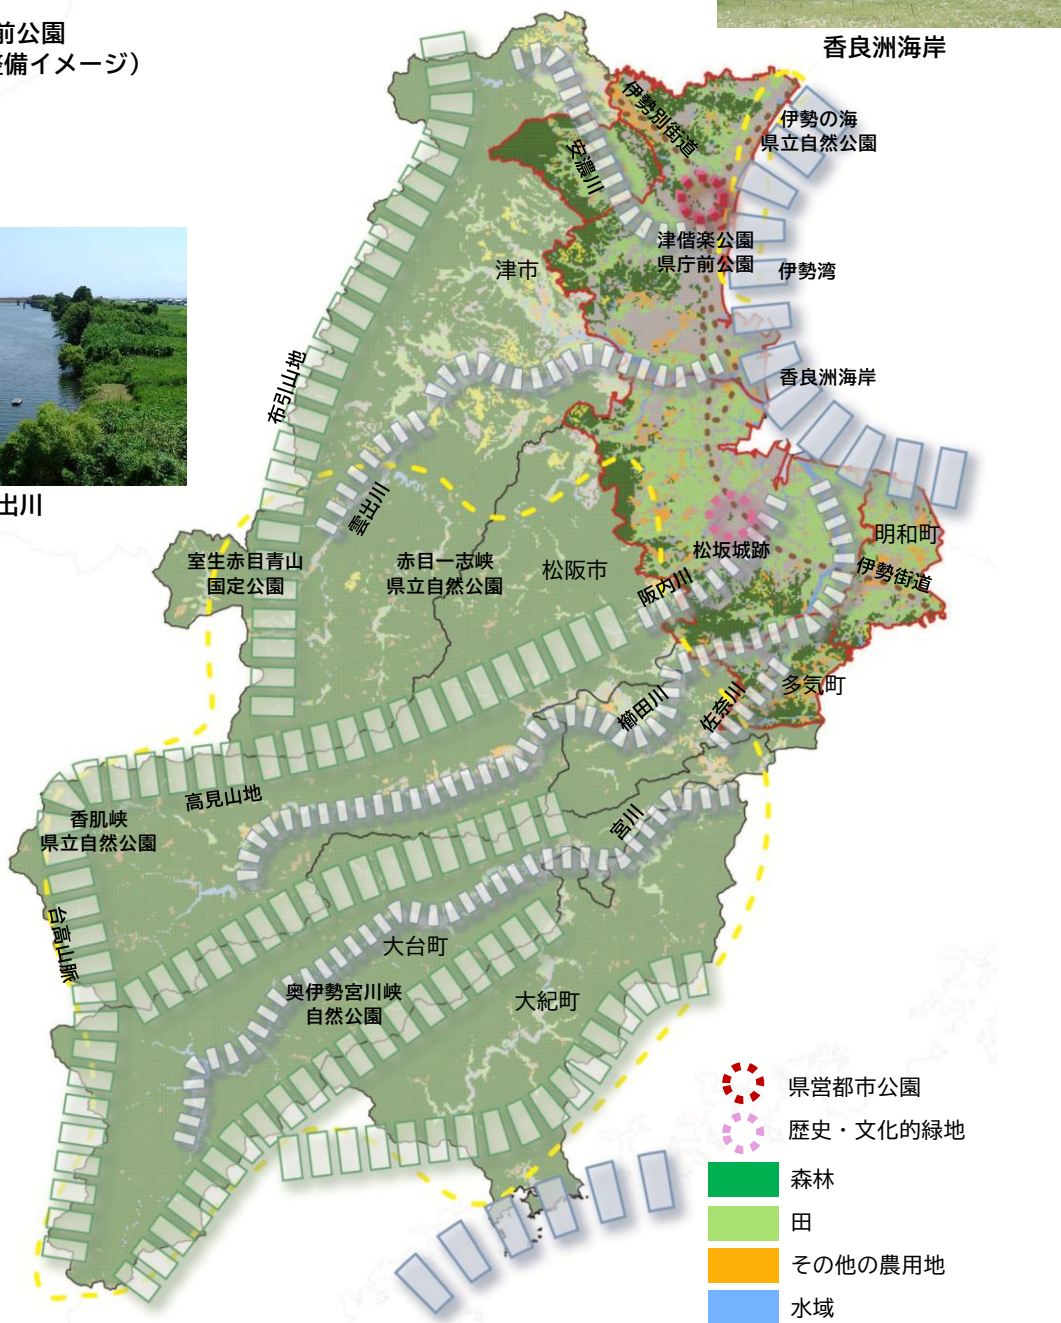 前公園
整備イメージ）
香良洲海岸
伊勢別街道
伊勢の海
県立自然公園
安濃川
津偕楽公園
県庁前公園
津市
伊勢湾
布引山地
香良洲海岸
出川
雲出川
室生赤目青山
国定公園
赤目一志峡
県立自然公園
松阪市
松坂城跡
明和町
阪内川
伊勢街道
多気町
櫛田川
佐奈川
高見山地
香肌峡
県立自然公園
宮川
台高山脈
大台町
奥伊勢宮川峡
自然公園
大紀町
県営都市公園
歴史・文化的緑地
森林
田
その他の農用地
水域